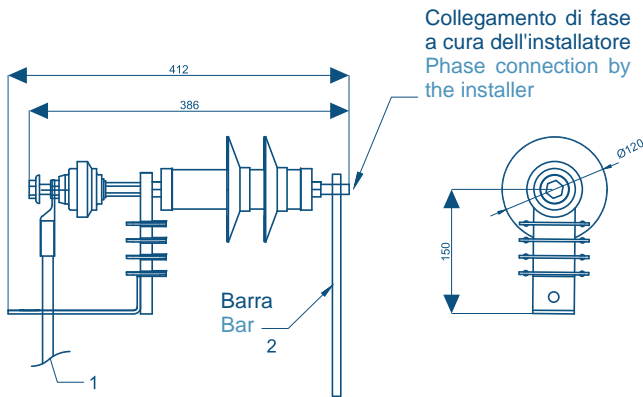 Collegamento di fase
a cura dell'installatore
Phase connection by
the installer
412
386
Ø120
150
Barra
Bar
2
1